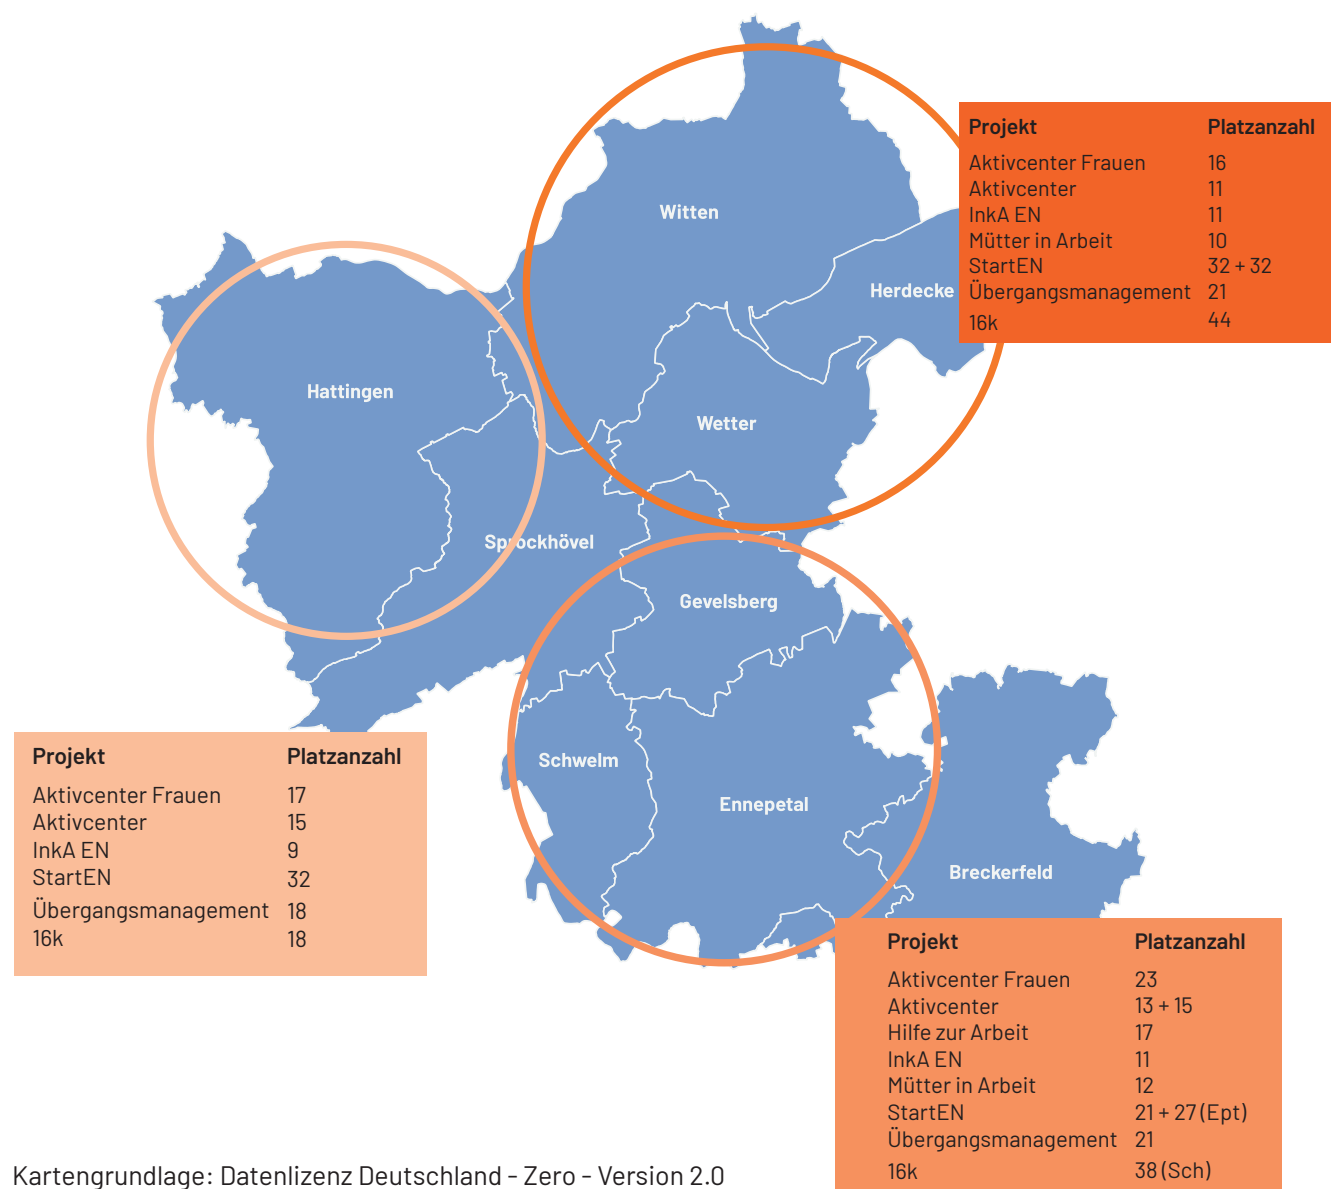 Projekt Platzanzahl
Aktivcenter Frauen 16
Aktivcenter 11
InkA EN 11
Mütter in Arbeit 10
StartEN 32 + 32
Übergangsmanagement 21
16k 44
Witten
Herdecke
Hattingen
Wetter
Sprockhövel
Gevelsberg
Schwelm
Ennepetal
Breckerfeld
Projekt Platzanzahl
Aktivcenter Frauen 17
Aktivcenter 15
InkA EN 9
StartEN 32
Übergangsmanagement 18
16k 18
Projekt Platzanzahl
Aktivcenter Frauen 23
Aktivcenter 13 + 15
Hilfe zur Arbeit 17
InkA EN 11
Mütter in Arbeit 12
StartEN 21 + 27 (Ept)
Übergangsmanagement 21
16k 38 (Sch)
Kartengrundlage: Datenlizenz Deutschland - Zero - Version 2.0